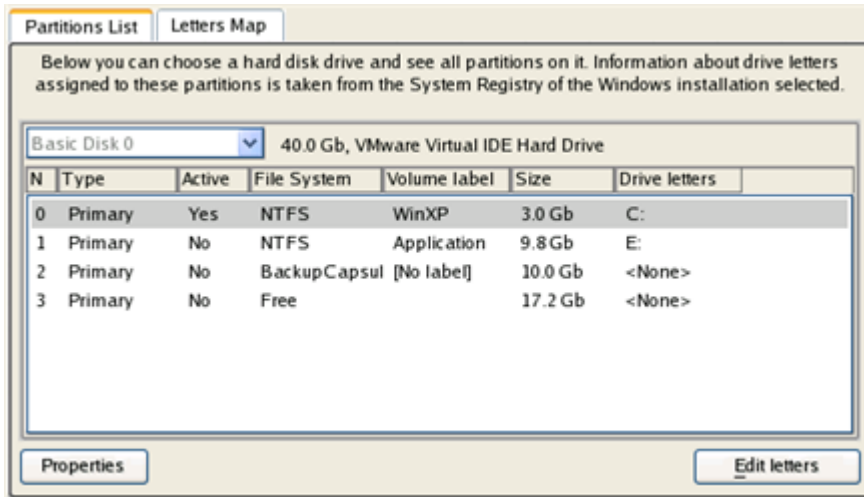 Partitions List Letters Map
Below you can choose a hard disk drive and see all partitions on it. Information about drive letters
assigned to these partitions is taken from the System Registry of the Windows installation selected.
Basic Disk 0 40.0 Gb, VMware Virtual IDE Hard Drive
N Type Active File System Volume label Size Drive letters
0 Primary Yes NTFS WinXP 3.0 Gb C:
1 Primary No NTFS Application 9.8 Gb E:
2 Primary No BackupCapsul [No label] 10.0 Gb <None>
3 Primary No Free 17.2 Gb <None>
Properties Edit letters